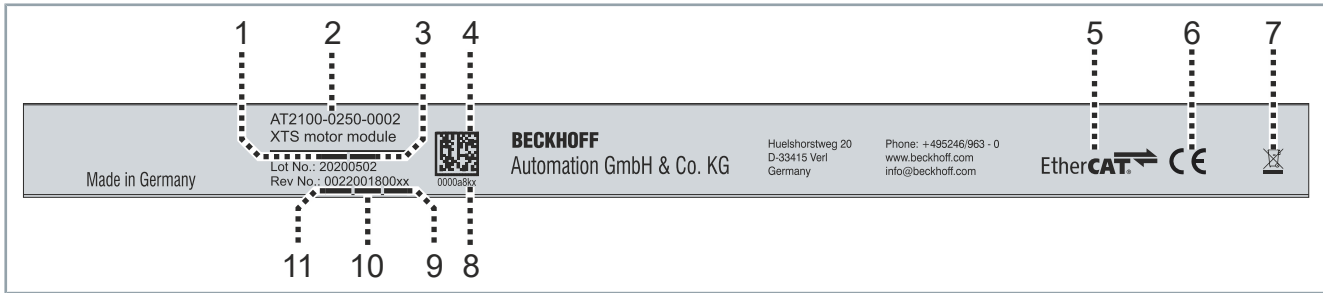 1 2 3 4 5 6 7
AT2100-0250-0002
XTS motor module
Lot No.: 20200502
Rev No.: 0022001800xx
Made in Germany
0000a8kx
BECKHOFF
Automation GmbH & Co. KG
Huelshorstweg 20
D-33415 Verl
Germany
Phone: +495246/963 - 0
www.beckhoff.com
info@beckhoff.com
EtherCAT®
CE
11 10 9 8